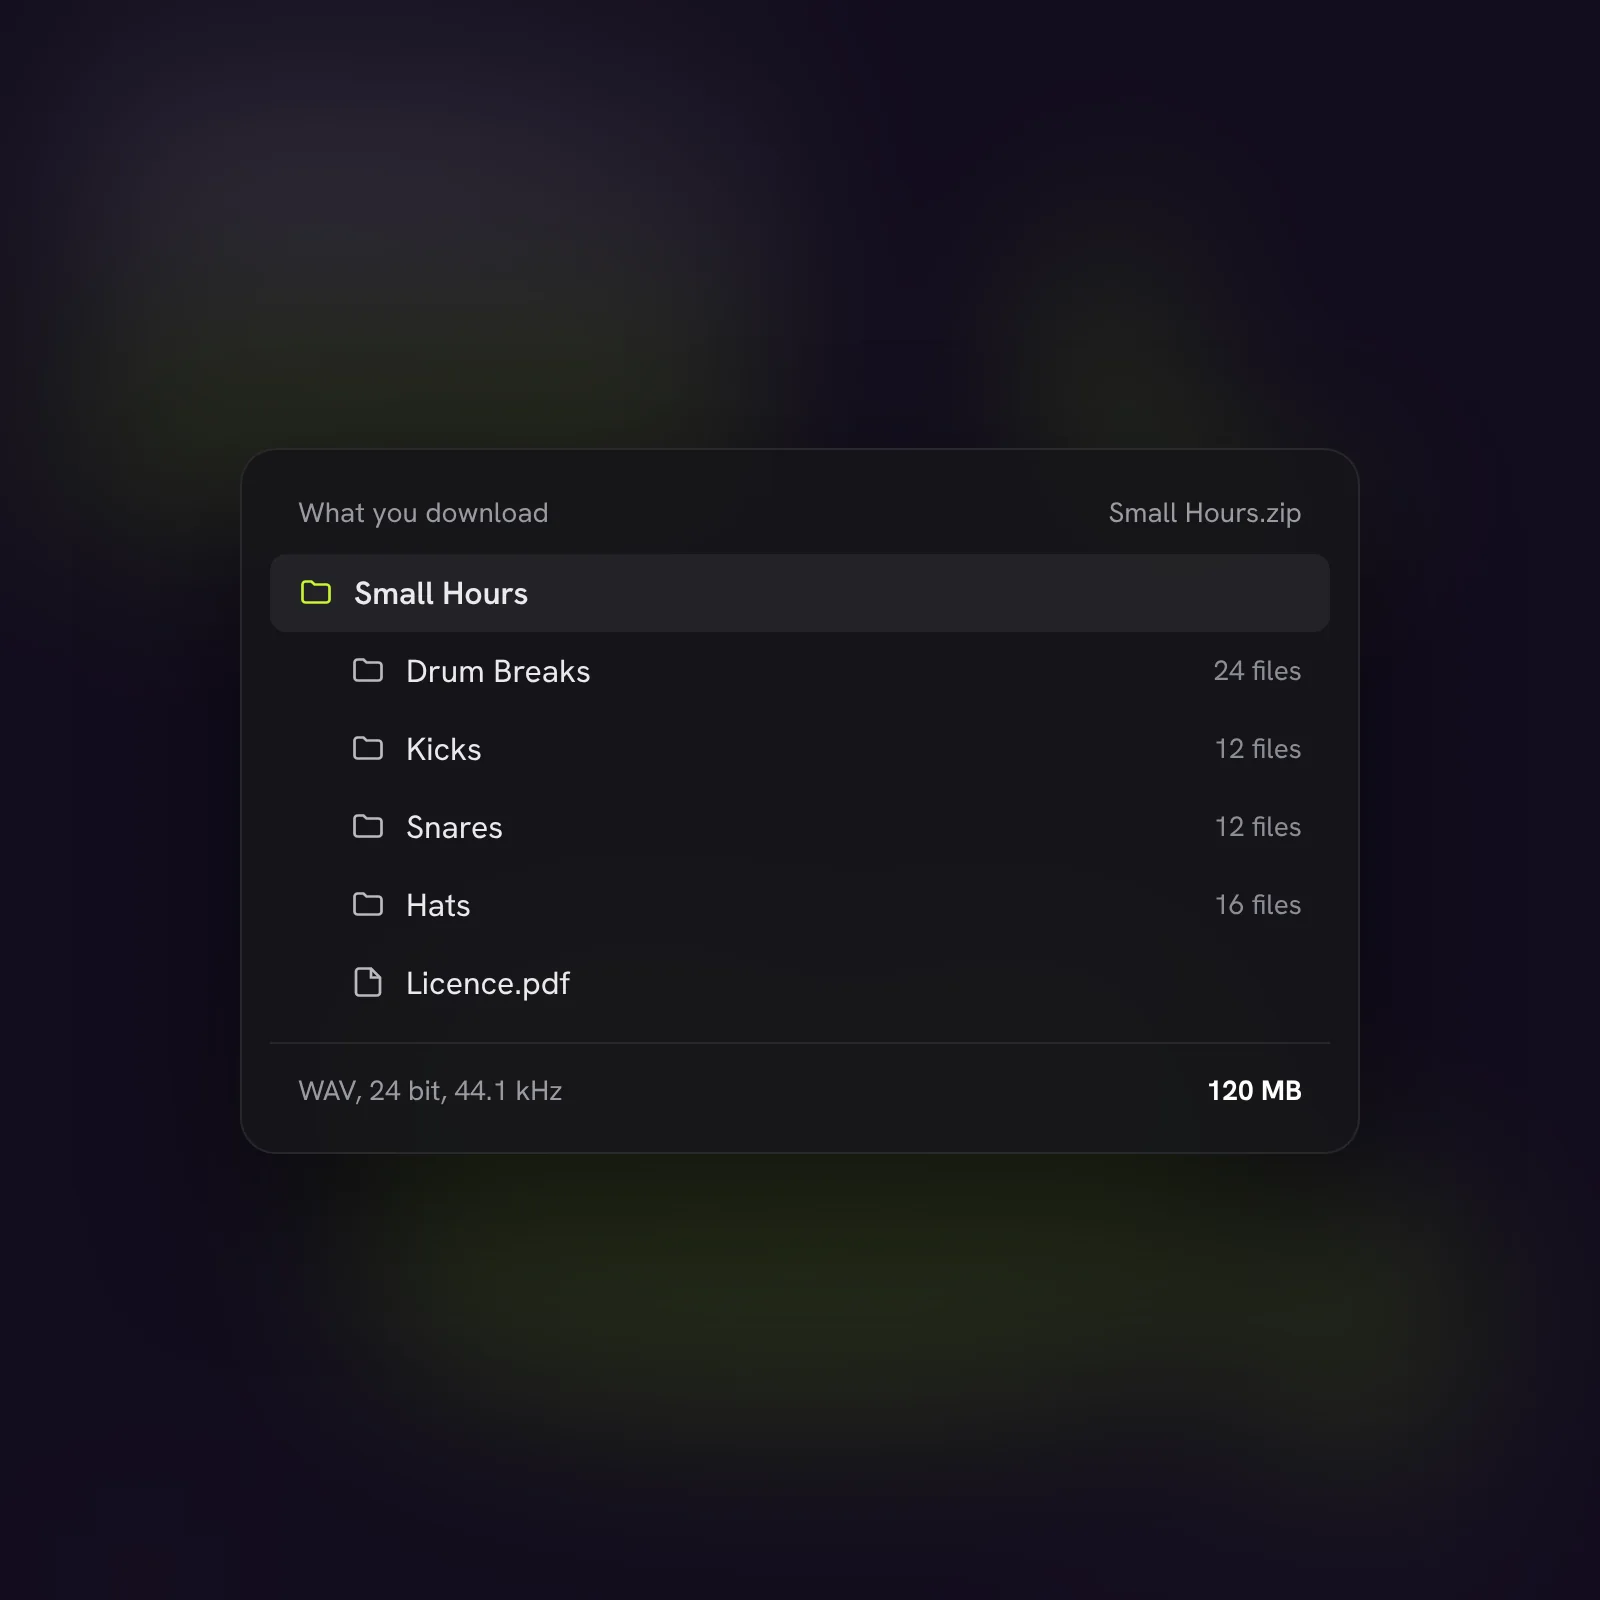 What you download Small Hours.zip
Small Hours
Drum Breaks 24 files
Kicks 12 files
Snares 12 files
Hats 16 files
Licence.pdf
WAV, 24 bit, 44.1 kHz 120 MB